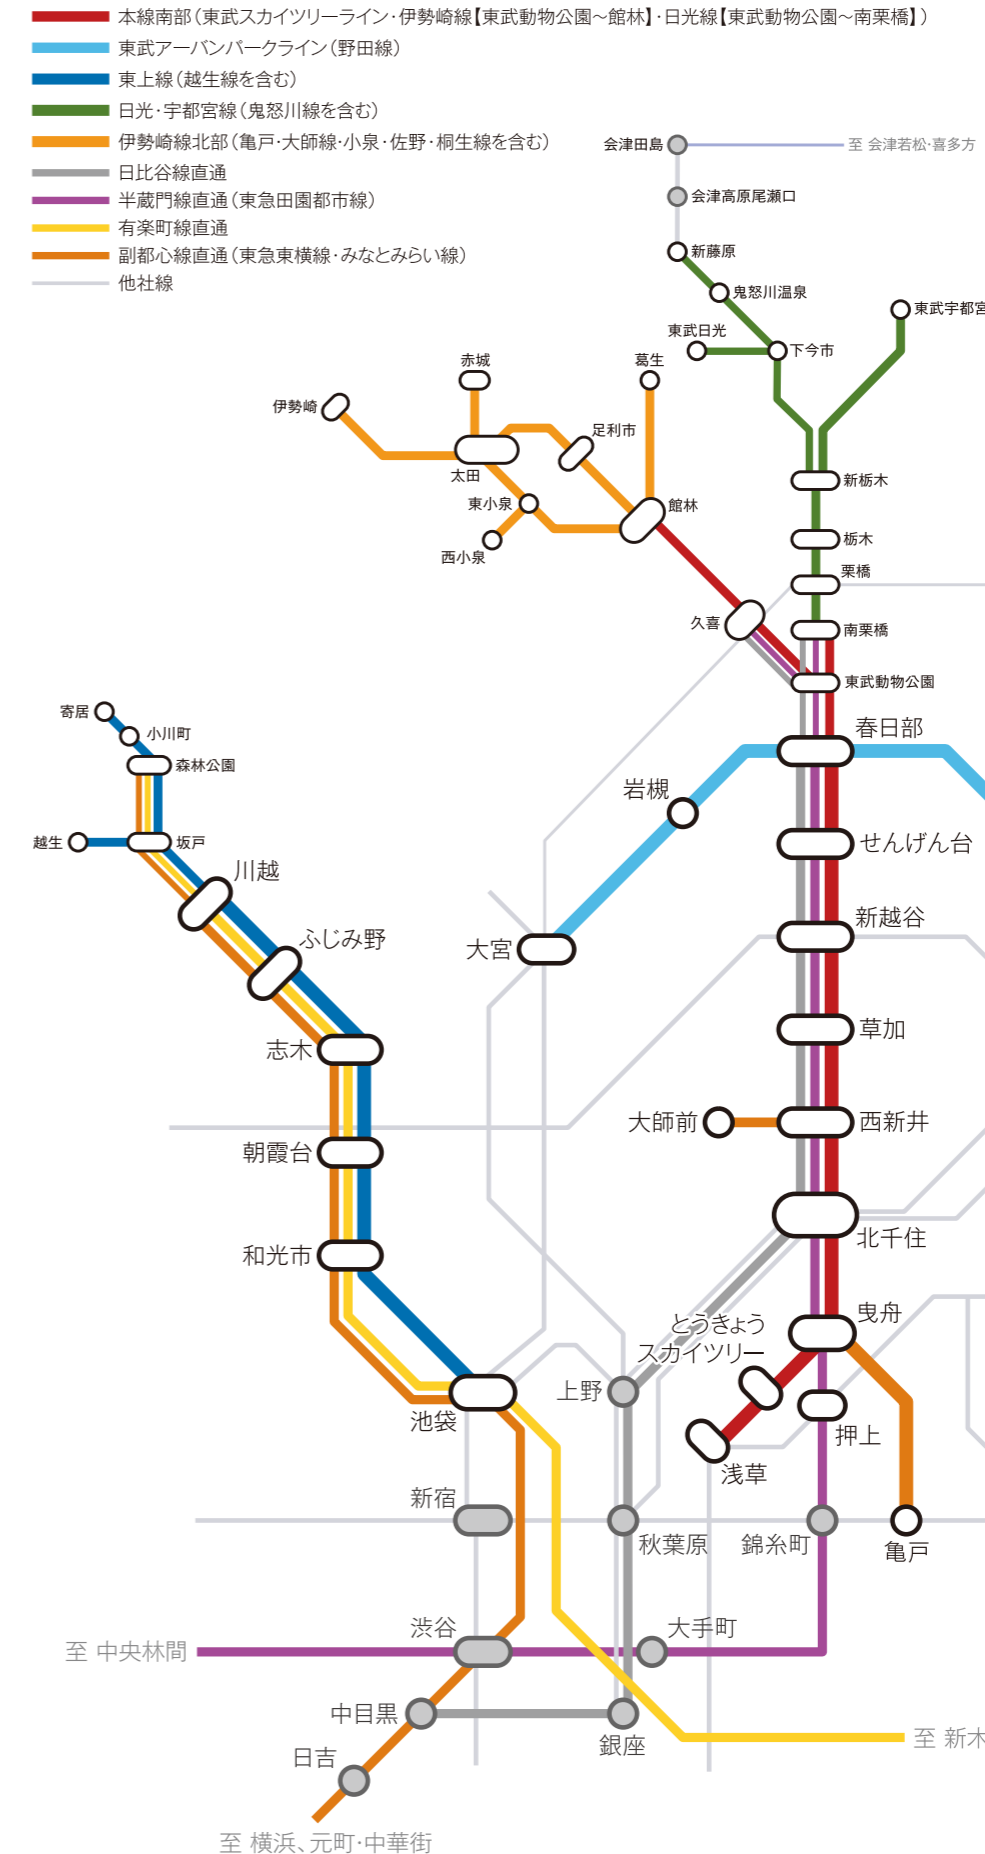 本線南部（東武スカイツリーライン・伊勢崎線【東武動物公園～館林】・日光線【東武動物公園～南栗橋】）
東武アーバンパークライン（野田線）
東上線（越生線を含む）
日光・宇都宮線（鬼怒川線を含む）
伊勢崎線北部（亀戸・大師線・小泉・佐野・桐生線を含む）
日比谷線直通
半蔵門線直通（東急田園都市線）
有楽町線直通
副都心線直通（東急東横線・みなとみらい線）
他社線
会津田島
至 会津若松・喜多方
会津高原尾瀬口
新藤原
鬼怒川温泉
東武宇都宮
東武日光
下今市
赤城
葛生
伊勢崎
足利市
太田
新栃木
東小泉
館林
栃木
西小泉
栗橋
久喜
南栗橋
東武動物公園
寄居
小川町
春日部
森林公園
岩槻
越生
坂戸
せんげん台
川越
新越谷
ふじみ野
大宮
草加
志木
大師前
西新井
朝霞台
北千住
和光市
曳舟
とうきょう
スカイツリー
上野
池袋
押上
浅草
新宿
秋葉原
錦糸町
亀戸
渋谷
大手町
至 中央林間
中目黒
銀座
至 新木
日吉
至 横浜、元町・中華街